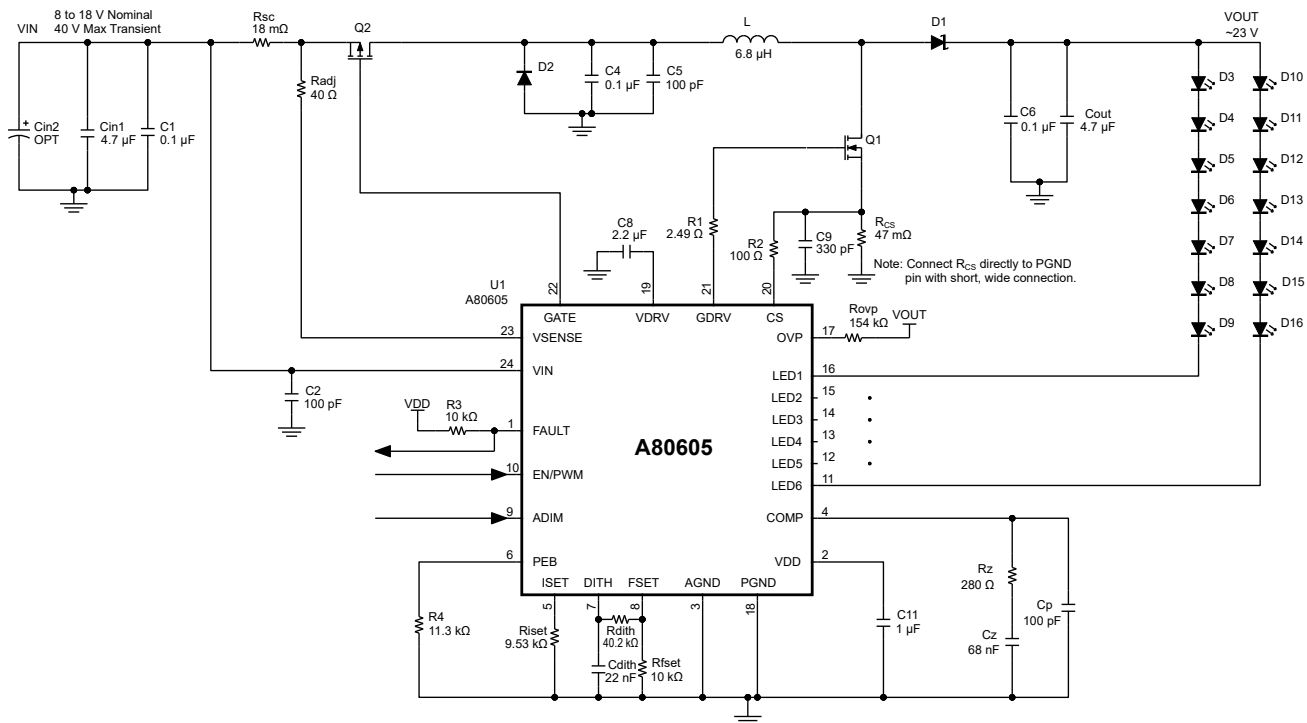 VIN
8 to 18 V Nominal
40 V Max Transient
Rsc
18 mΩ
Q2
L
6.8 µH
D1
VOUT
~23 V
Cin2
OPT
+
Cin1
4.7 µF
C1
0.1 µF
Radj
40 Ω
D2
C4
0.1 µF
C5
100 pF
Q1
C6
0.1 µF
Cout
4.7 µF
D3
D4
D5
D6
D7
D8
D9
D10
D11
D12
D13
D14
D15
D16
C8
2.2 µF
R1
2.49 Ω
R2
100 Ω
C9
330 pF
RCS
47 mΩ
Note: Connect RCS directly to PGND
pin with short, wide connection.
U1
A80605
22
19
21
20
GATE
VDRV
GDRV
CS
23
VSENSE
24
VIN
C2
100 pF
VDD
R3
10 kΩ
1
FAULT
10
EN/PWM
9
ADIM
6
PEB
A80605
OVP
17
Rovp
154 kΩ
VOUT
LED1
16
LED2
15
LED3
14
LED4
13
LED5
12
LED6
11
COMP
4
VDD
2
ISET
DITH
FSET
AGND
PGND
5
7
8
3
18
R4
11.3 kΩ
Riset
9.53 kΩ
Rdith
40.2 kΩ
Cdith
22 nF
Rfset
10 kΩ
C11
1 µF
Rz
280 Ω
Cz
68 nF
Cp
100 pF